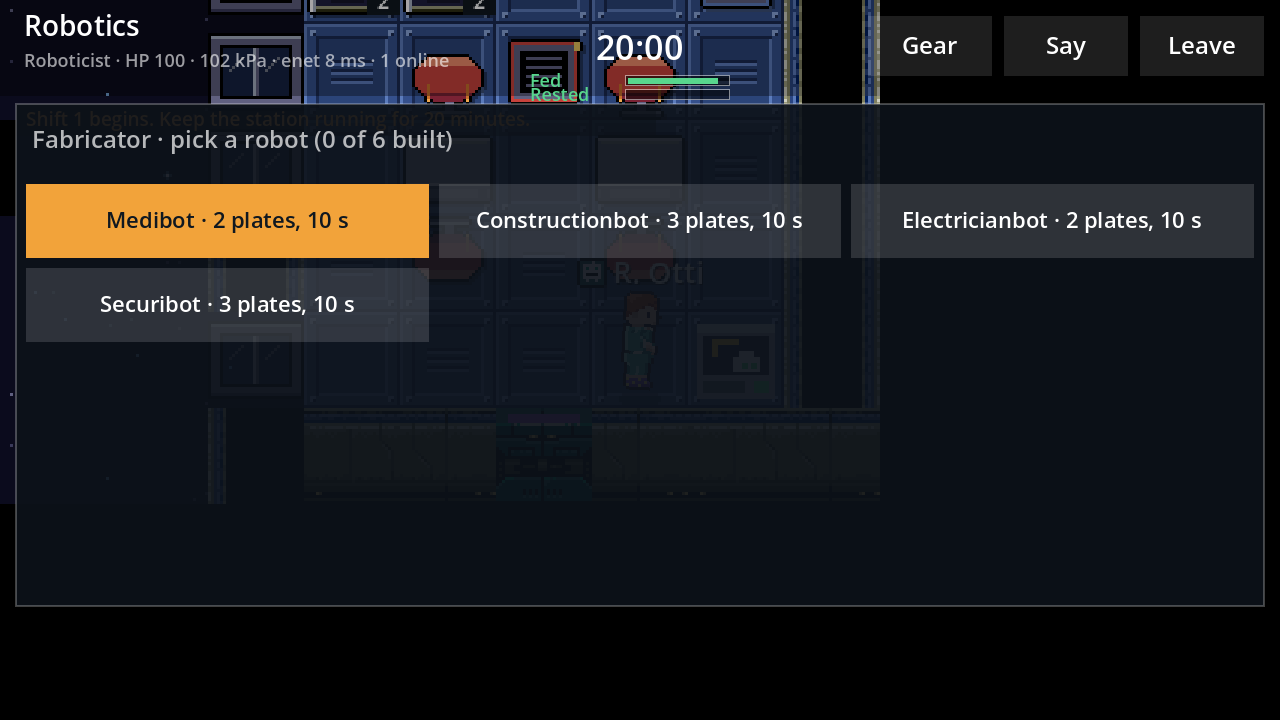 Robotics
Roboticist · HP 100 · 102 kPa · enet 8 ms · 1 online
2
2
20:00
Fed
Rested
Gear
Say
Leave
Shift 1 begins. Keep the station running for 20 minutes.
Fabricator · pick a robot (0 of 6 built)
Medibot · 2 plates, 10 s
Constructionbot · 3 plates, 10 s
Electricianbot · 2 plates, 10 s
Securibot · 3 plates, 10 s
R. Otti